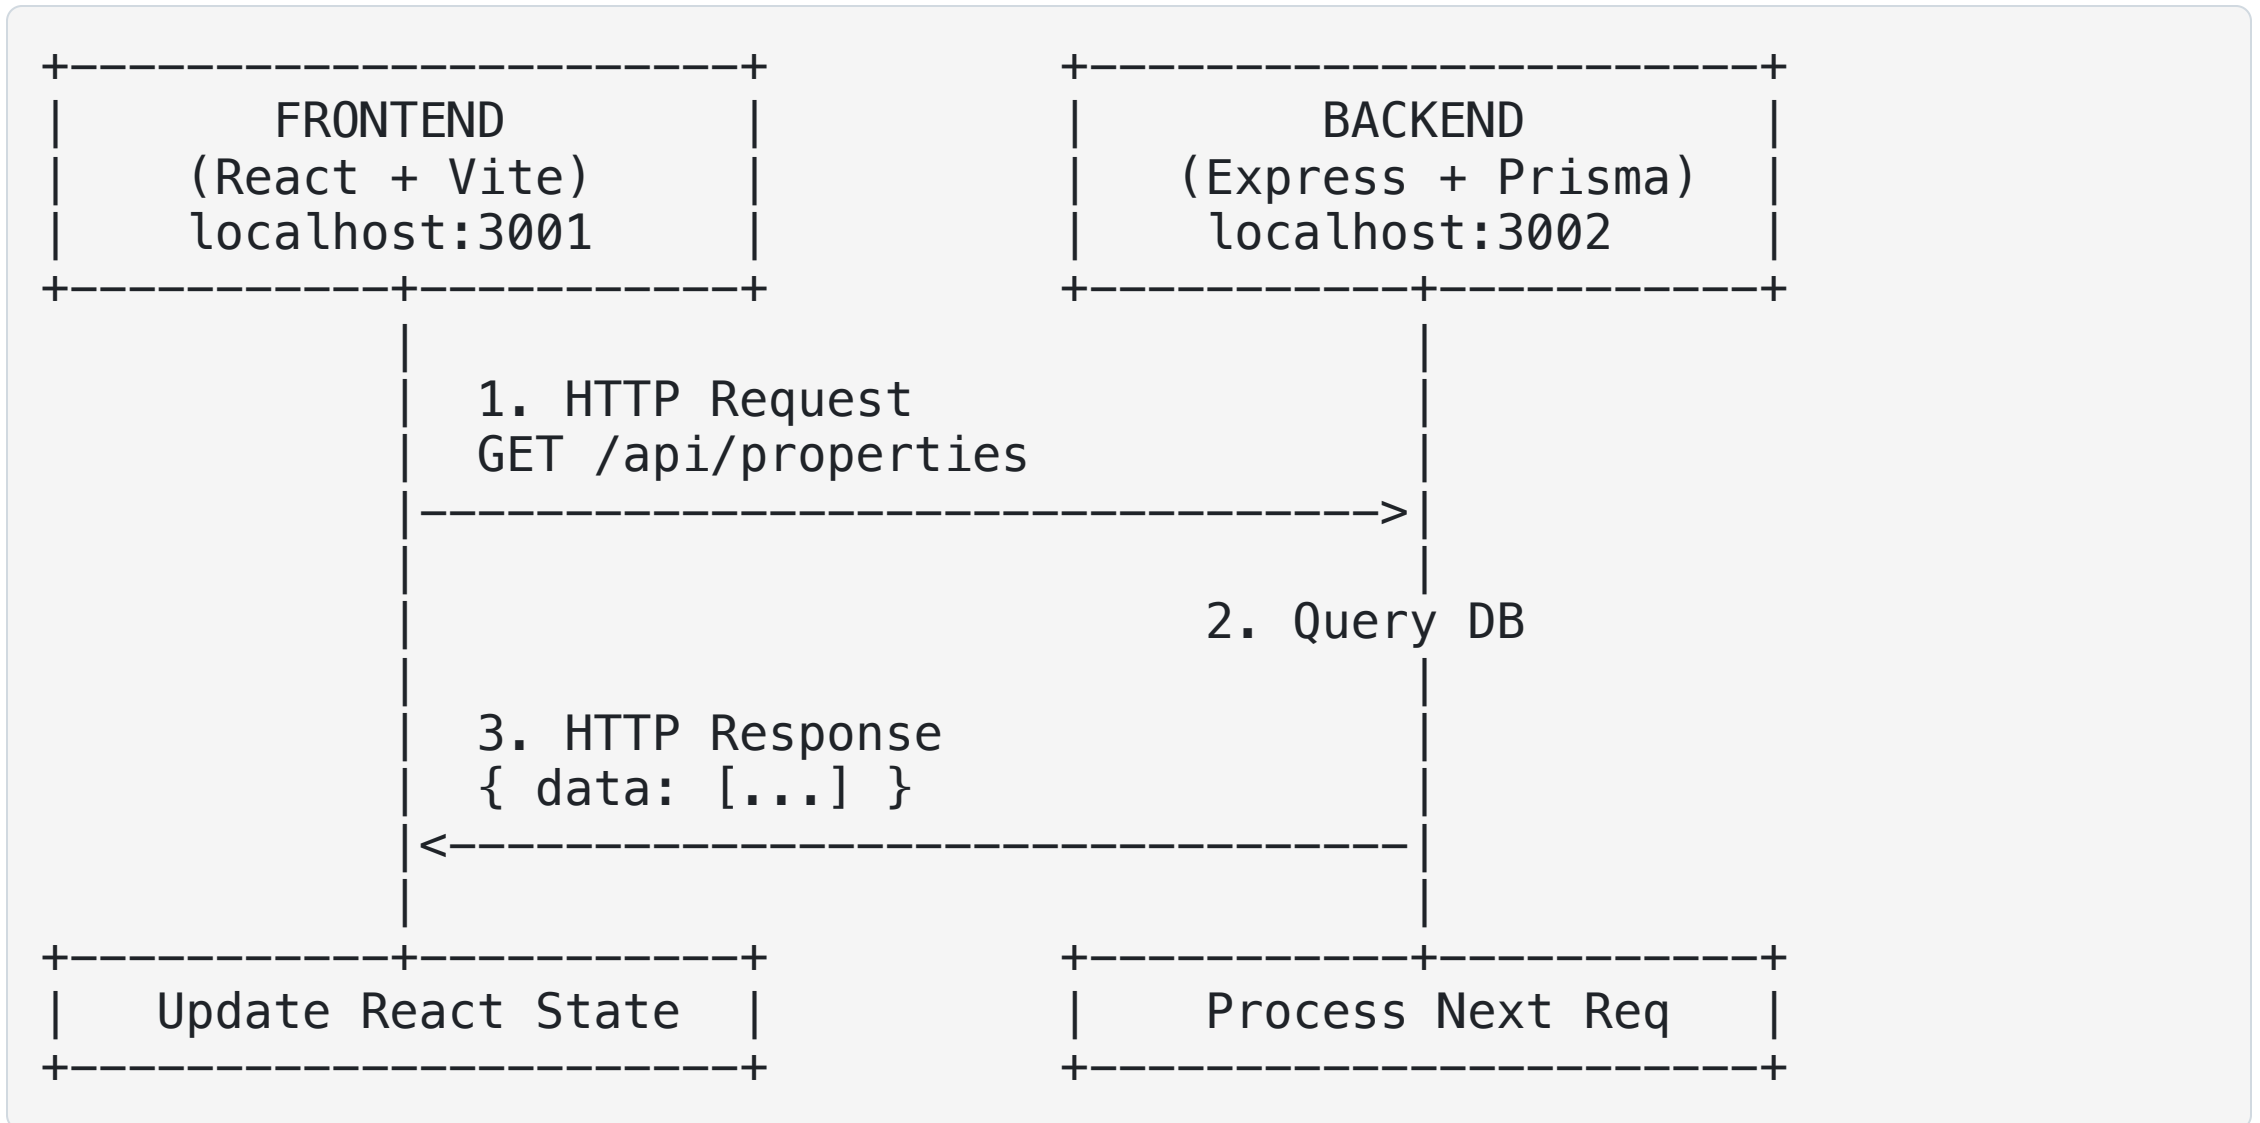 +-----------------------+          +-----------------------+
|       FRONTEND        |          |        BACKEND        |
|    (React + Vite)     |          |   (Express + Prisma)  |
|    localhost:3001     |          |    localhost:3002     |
+-----------+-----------+          +-----------+-----------+
            |                                  |
            |  1. HTTP Request                 |
            |  GET /api/properties             |
            |--------------------------------->|
            |                                  |
            |                           2. Query DB
            |                                  |
            |  3. HTTP Response                |
            |  { data: [...] }                 |
            |<---------------------------------|
            |                                  |
+-----------+-----------+          +-----------+-----------+
|   Update React State  |          |    Process Next Req   |
+-----------------------+          +-----------------------+